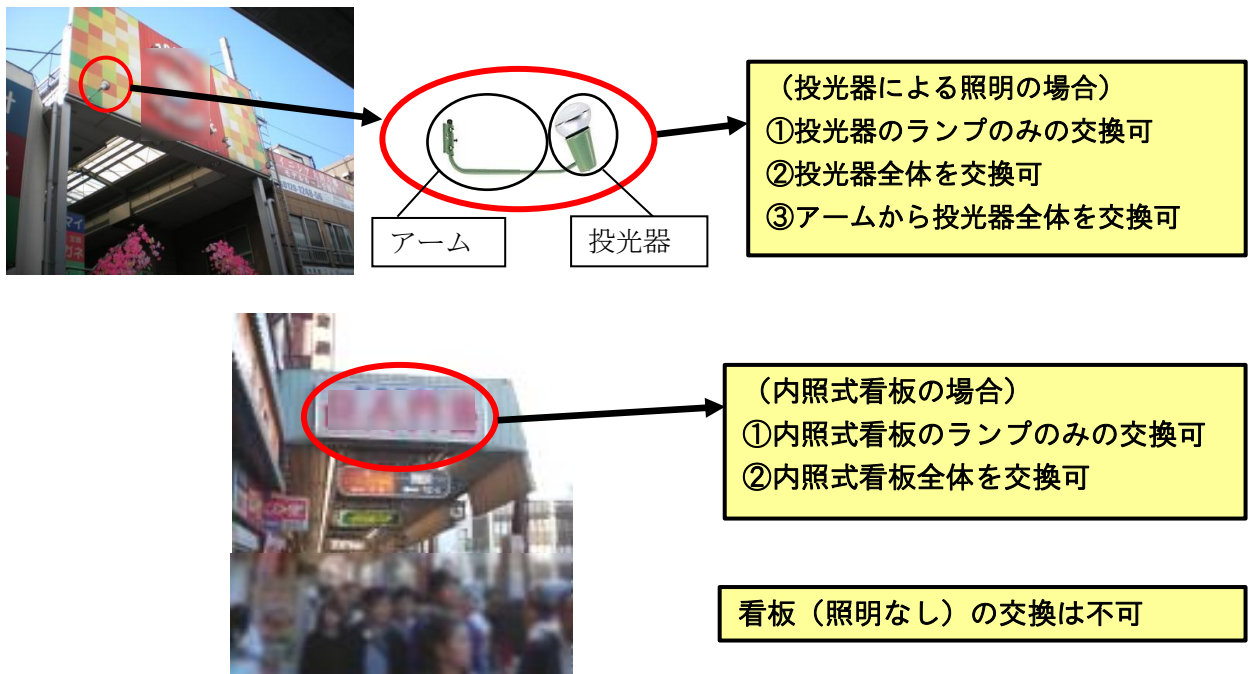 （投光器による照明の場合）
①投光器のランプのみの交換可
②投光器全体を交換可
③アームから投光器全体を交換可
アーム
投光器
（内照式看板の場合）
①内照式看板のランプのみの交換可
②内照式看板全体を交換可
看板（照明なし）の交換は不可